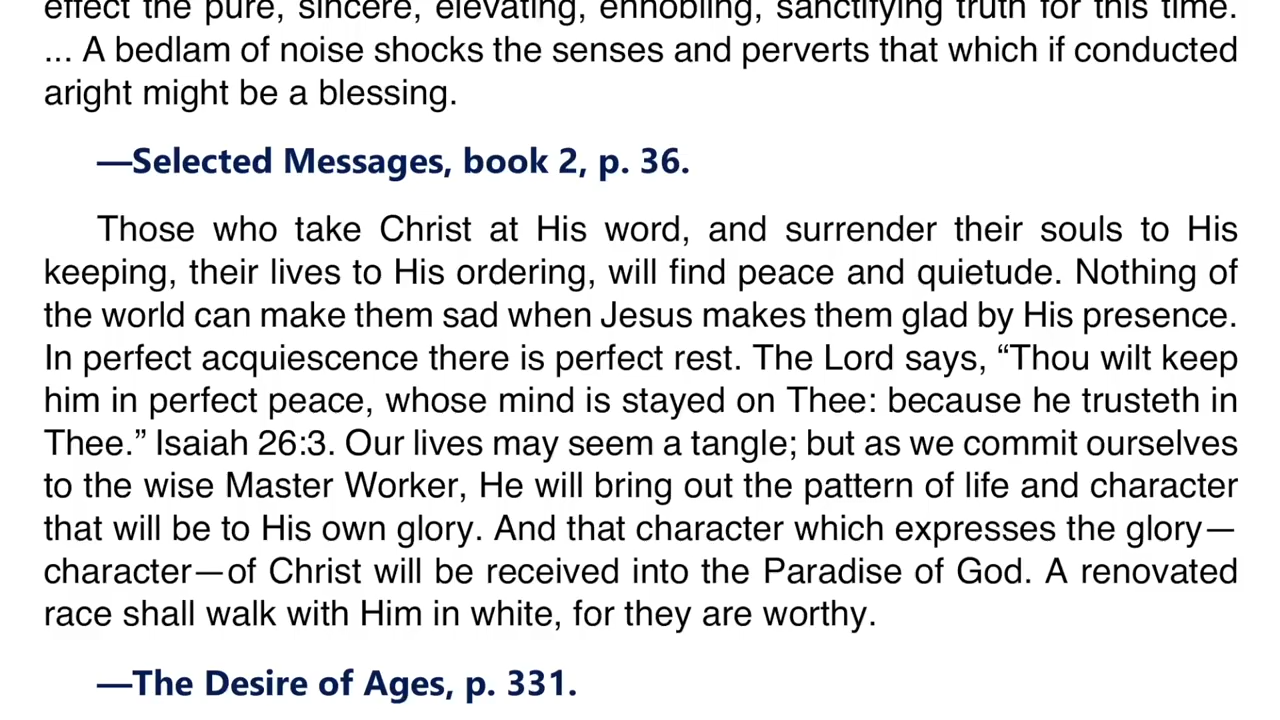 effect the pure, sincere, elevating, ennobling, sanctifying truth for this time.
... A bedlam of noise shocks the senses and perverts that which if conducted
aright might be a blessing.
—Selected Messages, book 2, p. 36.
Those who take Christ at His word, and surrender their souls to His
keeping, their lives to His ordering, will find peace and quietude. Nothing of
the world can make them sad when Jesus makes them glad by His presence.
In perfect acquiescence there is perfect rest. The Lord says, “Thou wilt keep
him in perfect peace, whose mind is stayed on Thee: because he trusteth in
Thee.” Isaiah 26:3. Our lives may seem a tangle; but as we commit ourselves
to the wise Master Worker, He will bring out the pattern of life and character
that will be to His own glory. And that character which expresses the glory—
character—of Christ will be received into the Paradise of God. A renovated
race shall walk with Him in white, for they are worthy.
—The Desire of Ages, p. 331.